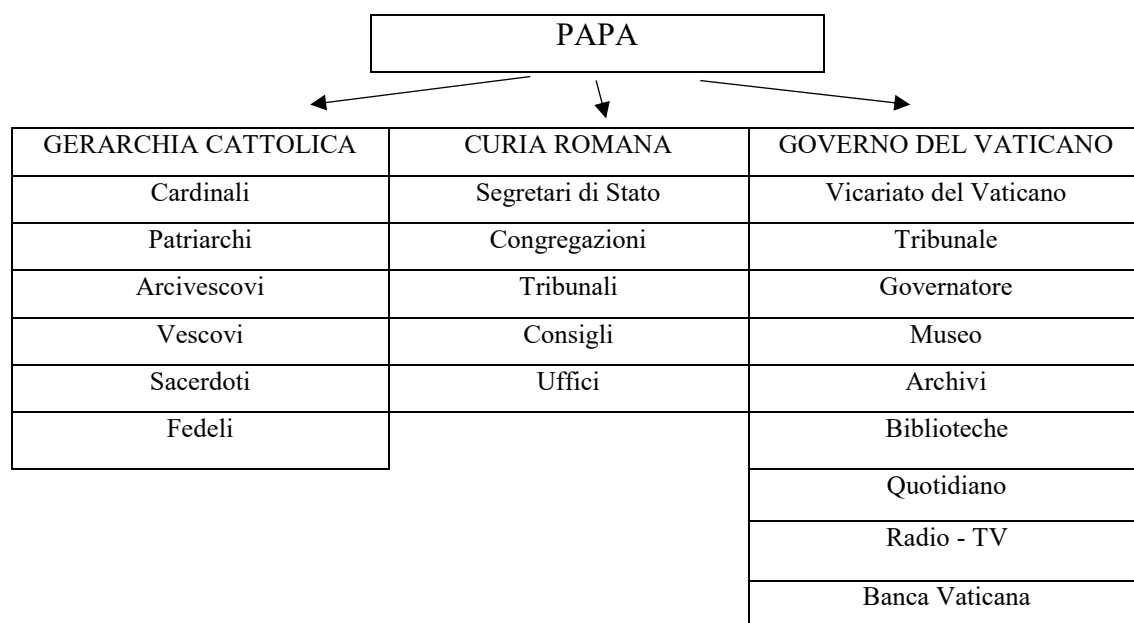 PAPA
GERARCHIA CATTOLICA CURIA ROMANA GOVERNO DEL VATICANO
Cardinali Segretari di Stato Vicariato del Vaticano
Patriarchi Congregazioni Tribunale
Arcivescovi Tribunali Governatore
Vescovi Consigli Museo
Sacerdoti Uffici Archivi
Fedeli Biblioteche
Quotidiano
Radio - TV
Banca Vaticana